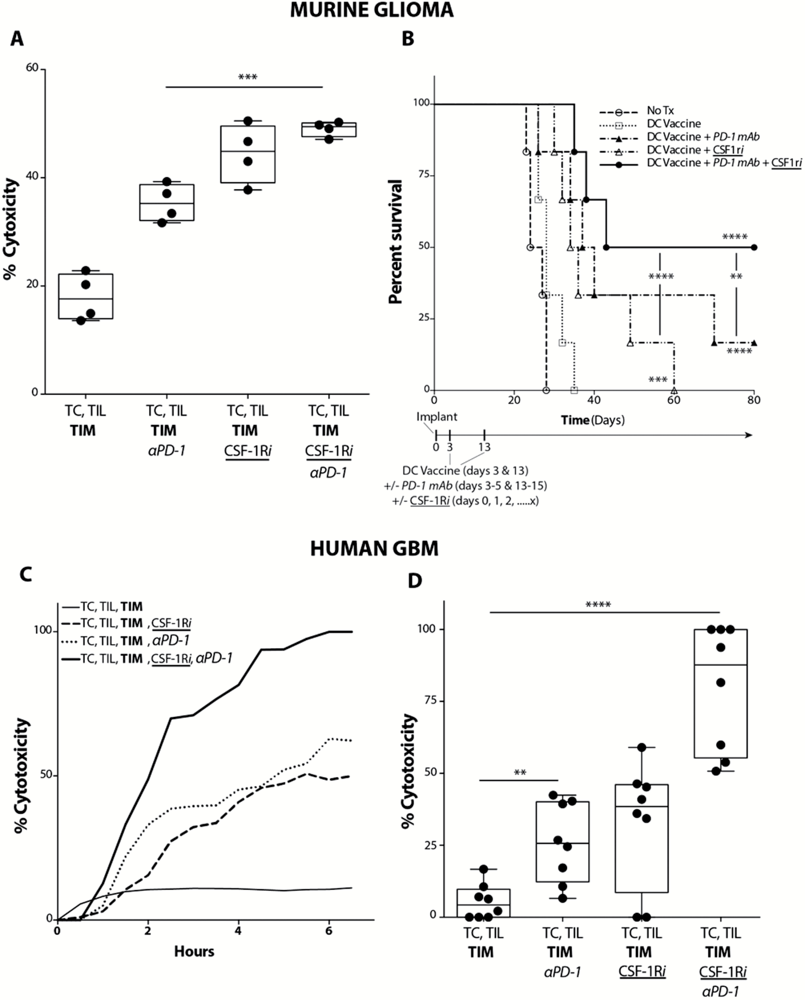 MURINE GLIOMA
A
% Cytoxicity
60
40
20
0
***
TC, TIL TC, TIL TC, TIL TC, TIL
TIM TIM TIM TIM
αPD-1 CSF-1Ri CSF-1Ri
αPD-1
B
Percent survival
100
75
50
25
0
No Tx
DC Vaccine
DC Vaccine + PD-1 mAb
DC Vaccine + CSF1ri
DC Vaccine + PD-1 mAb + CSF1ri
****
**** **
****
***
0 20 40 60 80
Time (Days)
Implant
0 3 13
DC Vaccine (days 3 & 13)
+/- PD-1 mAb (days 3-5 & 13-15)
+/- CSF-1Ri (days 0, 1, 2, .....x)
HUMAN GBM
C
% Cytotoxicity
TC, TIL, TIM
TC, TIL, TIM , CSF-1Ri
TC, TIL, TIM , αPD-1
TC, TIL, TIM , CSF-1Ri, αPD-1
100
50
0
0 2 4 6
Hours
D
% Cytotoxicity
100
75
50
25
0
****
**
TC, TIL TC, TIL TC, TIL TC, TIL
TIM TIM TIM TIM
αPD-1 CSF-1Ri CSF-1Ri
αPD-1